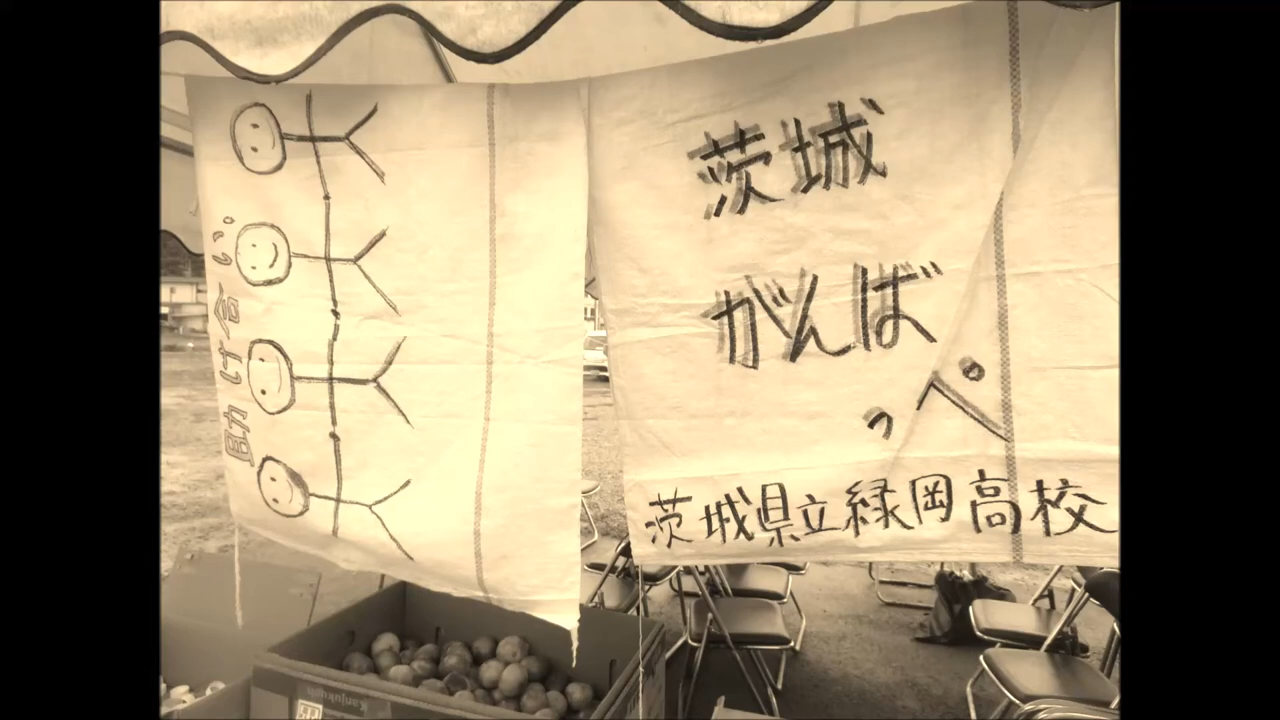 助け合い。
茨城
がんば
っぺ
茨城県立緑岡高校
Kanjukuoh